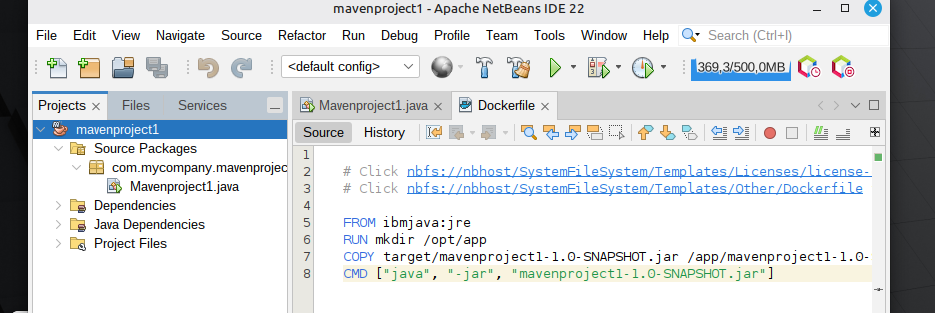 mavenproject1 - Apache NetBeans IDE 22
File Edit View Navigate Source Refactor Run Debug Profile Team Tools Window Help Search (Ctrl+I)
<default config> 369,3/500,0MB
Projects Files Services
mavenproject1
Source Packages
com.mycompany.mavenprojec
Mavenproject1.java
Dependencies
Java Dependencies
Project Files
Mavenproject1.java Dockerfile
Source History
1
2 # Click nbfs://nbhost/SystemFileSystem/Templates/Licenses/license-
3 # Click nbfs://nbhost/SystemFileSystem/Templates/Other/Dockerfile
4
5 FROM ibmjava:jre
6 RUN mkdir /opt/app
7 COPY target/mavenproject1-1.0-SNAPSHOT.jar /app/mavenproject1-1.0-
8 CMD ["java", "-jar", "mavenproject1-1.0-SNAPSHOT.jar"]